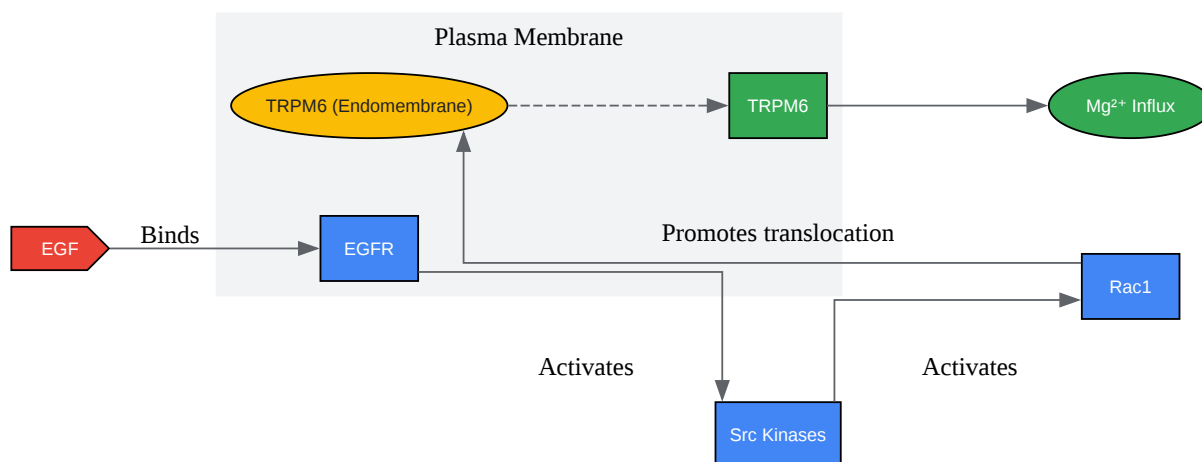 Plasma Membrane
TRPM6 (Endomembrane)
TRPM6
Mg²⁺ Influx
EGF
Binds
EGFR
Promotes translocation
Rac1
Activates
Activates
Src Kinases